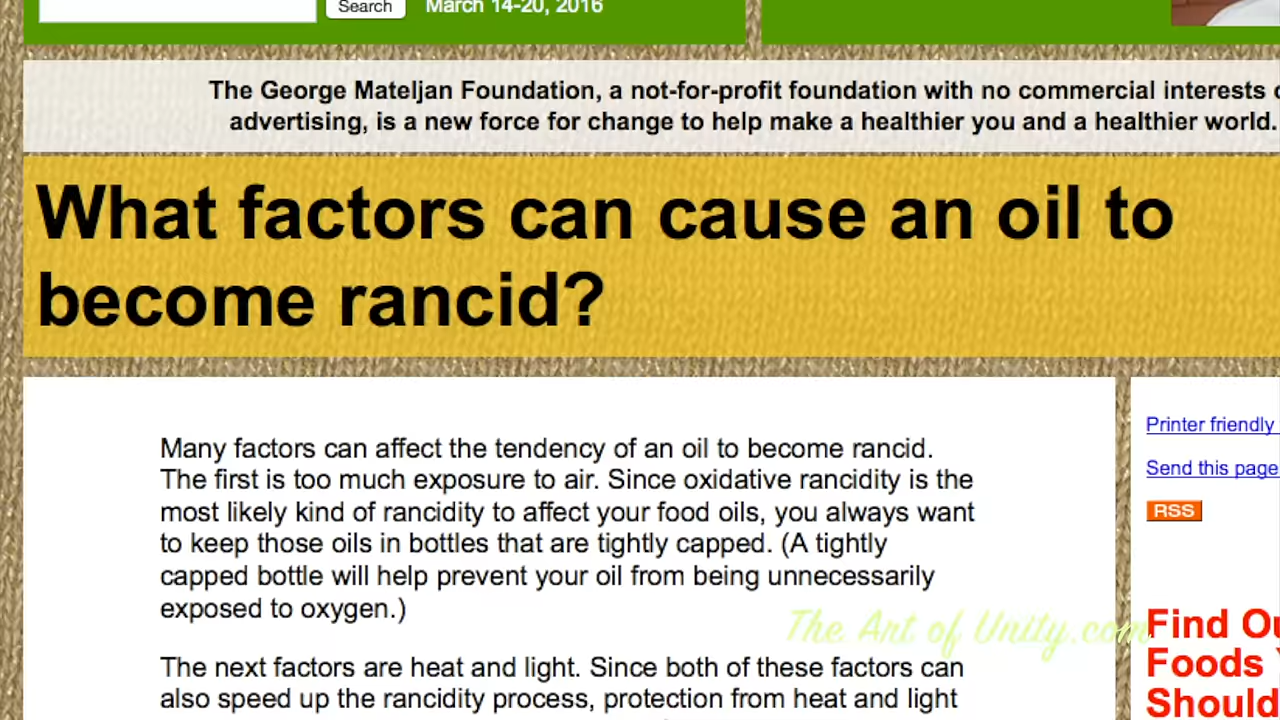 Search
March 14-20, 2016
The George Mateljan Foundation, a not-for-profit foundation with no commercial interests
advertising, is a new force for change to help make a healthier you and a healthier world.
What factors can cause an oil to
become rancid?
Many factors can affect the tendency of an oil to become rancid.
The first is too much exposure to air. Since oxidative rancidity is the
most likely kind of rancidity to affect your food oils, you always want
to keep those oils in bottles that are tightly capped. (A tightly
capped bottle will help prevent your oil from being unnecessarily
exposed to oxygen.)
The next factors are heat and light. Since both of these factors can
also speed up the rancidity process, protection from heat and light
Printer friendly
Send this page
RSS
Find
Foods
Should
The Art of Unity.com